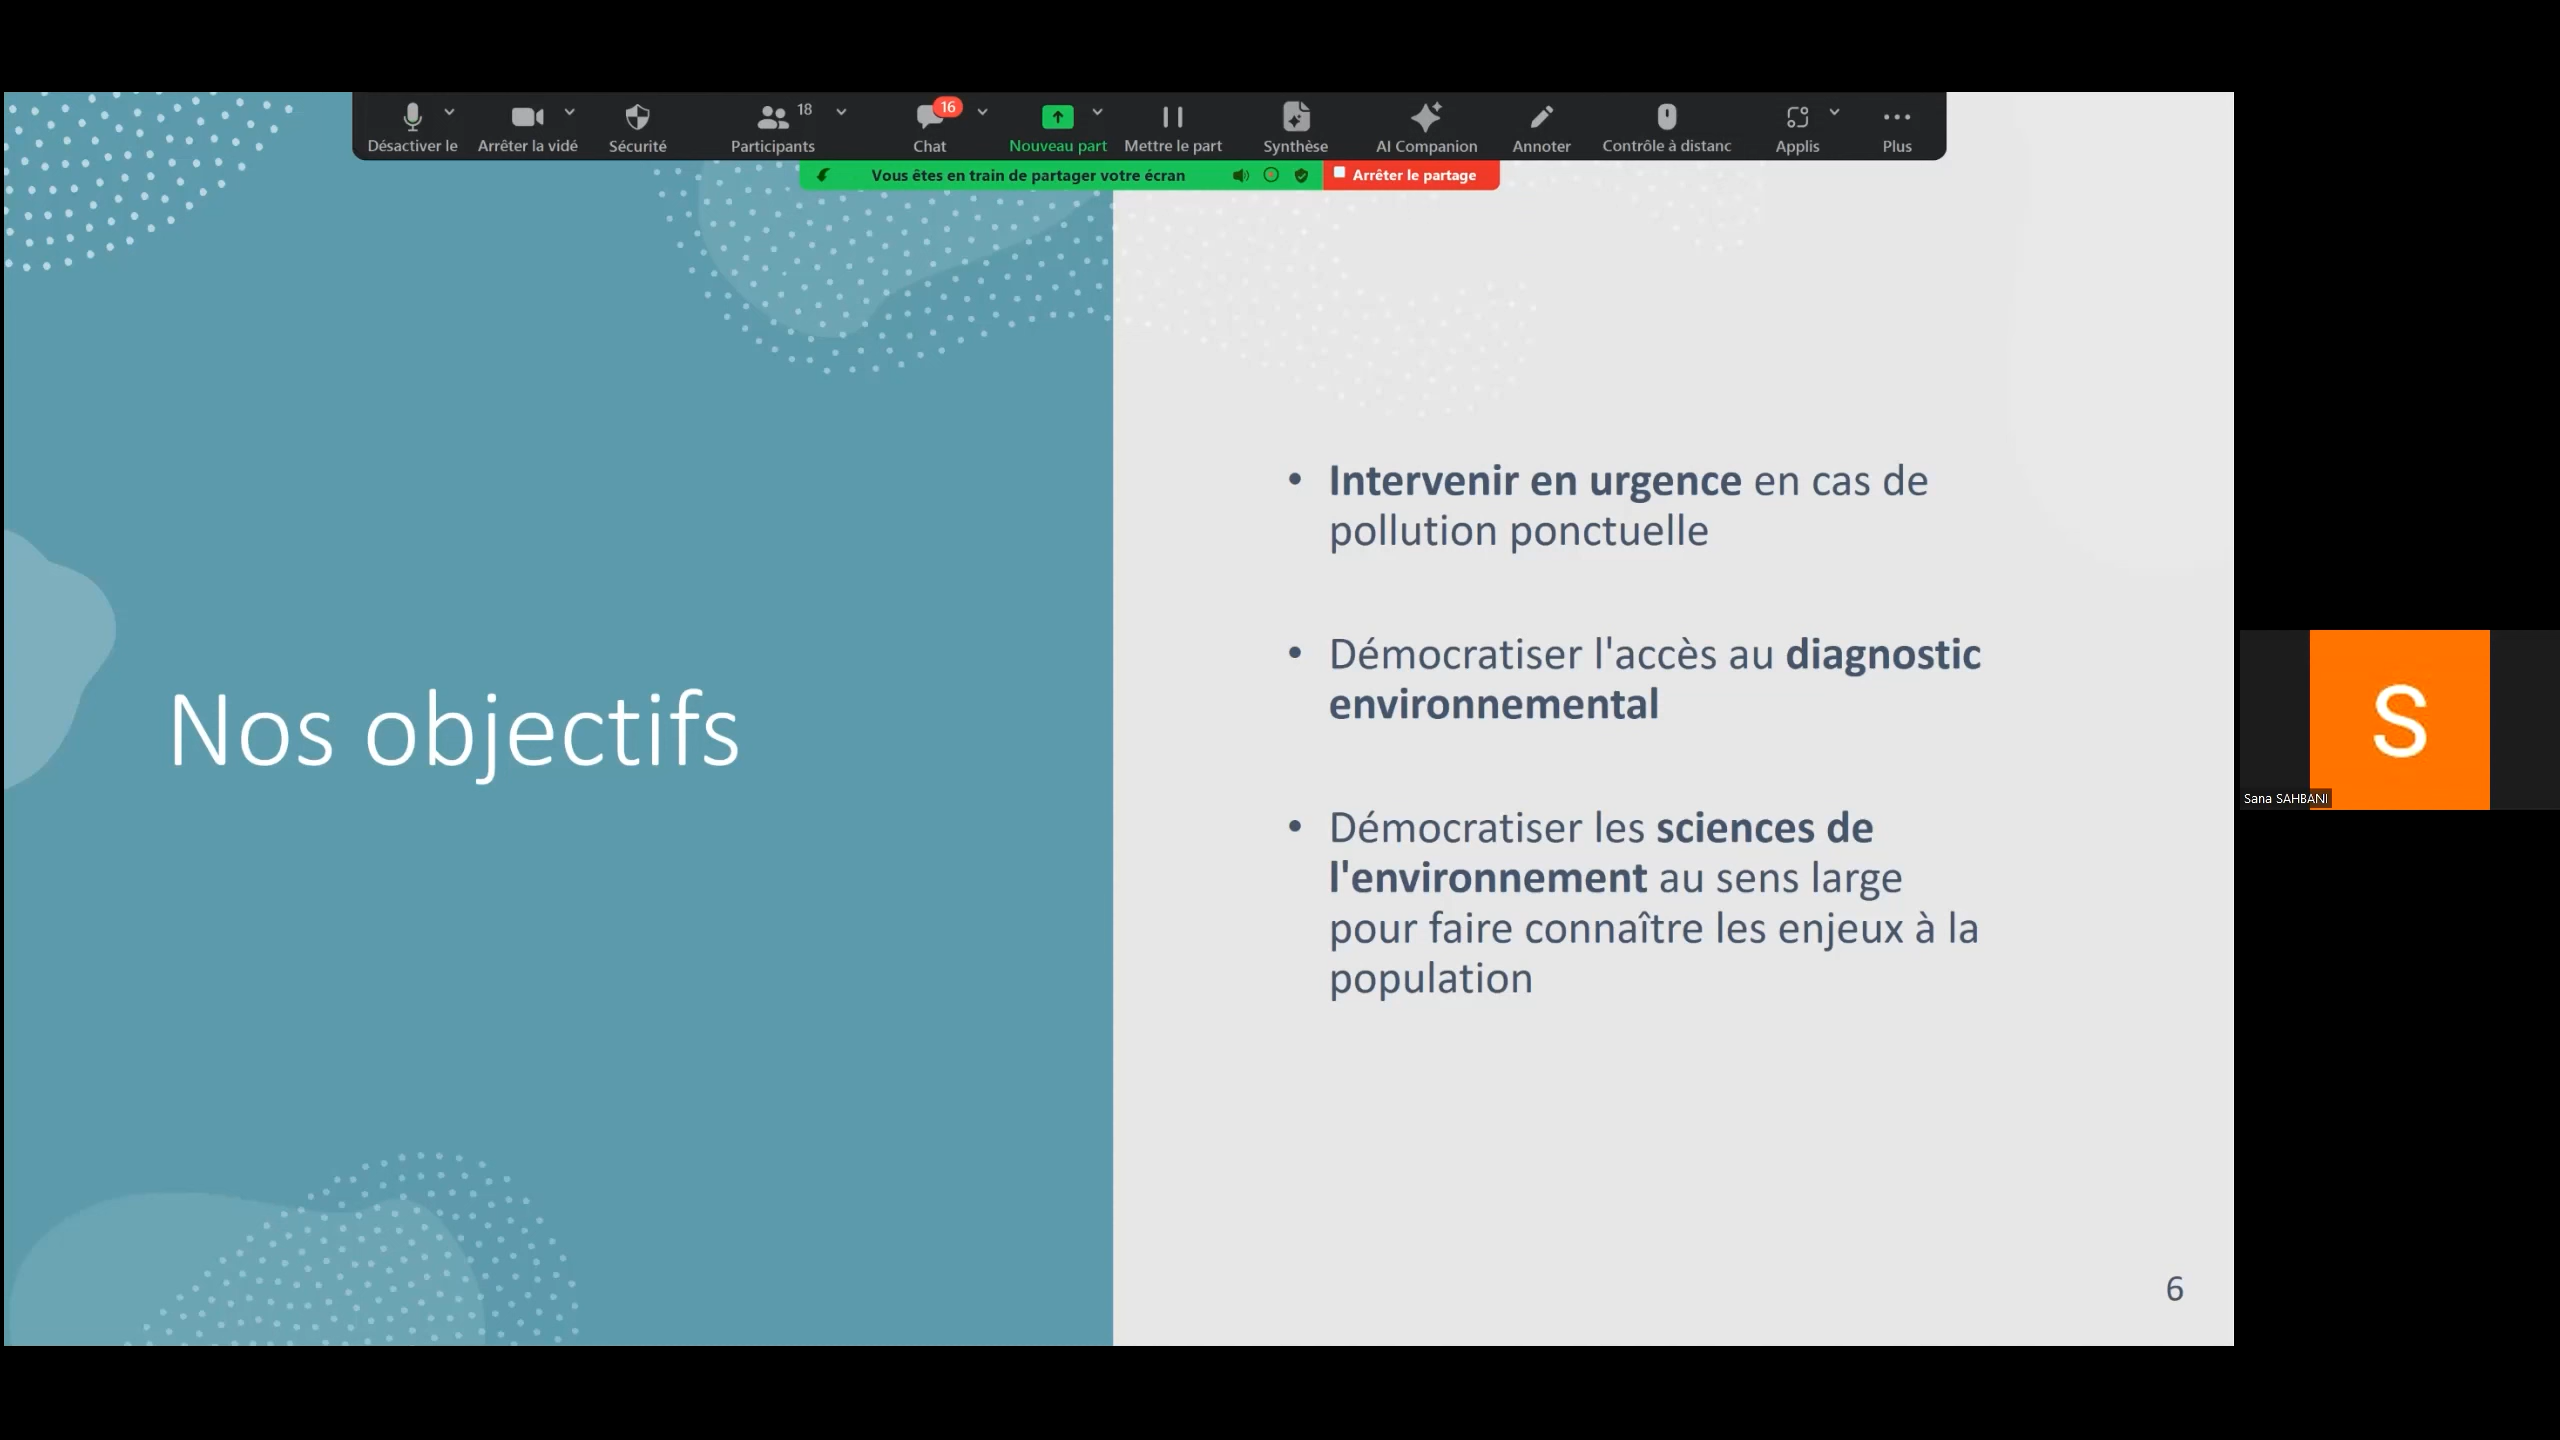 18
16
Désactiver le
Arrêter la vidé
Sécurité
Participants
Chat
Nouveau part
Mettre le part
Synthèse
AI Companion
Annoter
Contrôle à distanc
Applis
Plus
Vous êtes en train de partager votre écran
Arrêter le partage
Nos objectifs
• Intervenir en urgence en cas de
pollution ponctuelle
• Démocratiser l'accès au diagnostic
environnemental
• Démocratiser les sciences de
l'environnement au sens large
pour faire connaître les enjeux à la
population
6
S
Sana SAHBANI